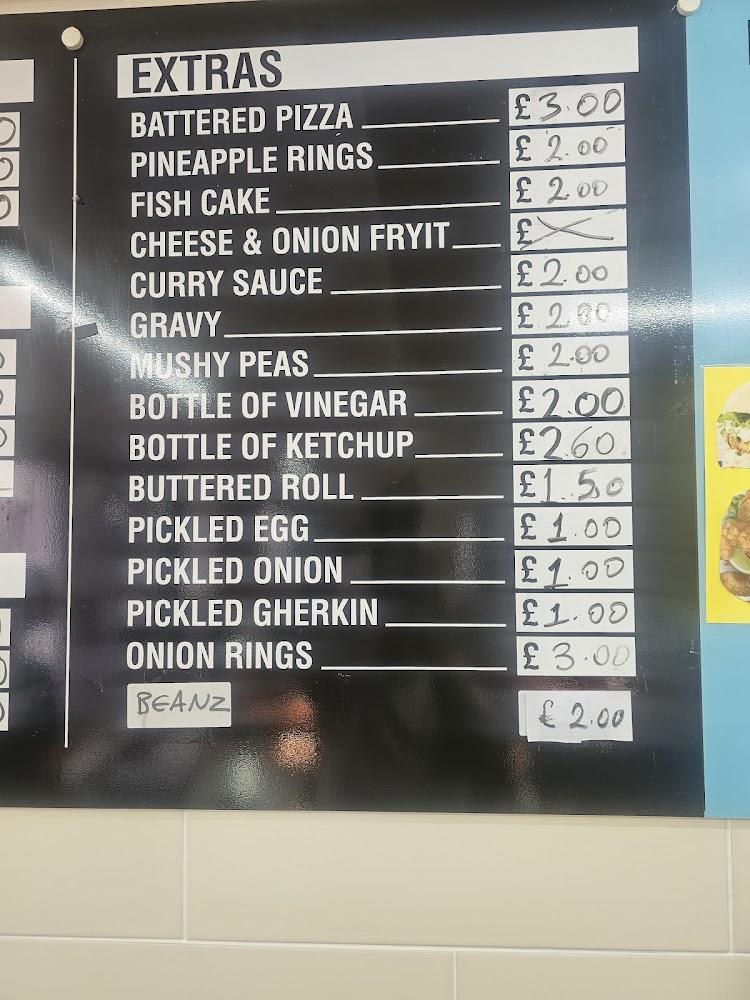 EXTRAS
BATTERED PIZZA £3.00
PINEAPPLE RINGS £2.00
FISH CAKE £2.00
CHEESE & ONION FRYIT £
CURRY SAUCE £2.00
GRAVY £2.00
MUSHY PEAS £2.00
BOTTLE OF VINEGAR £2.00
BOTTLE OF KETCHUP £2.60
BUTTERED ROLL £1.50
PICKLED EGG £1.00
PICKLED ONION £1.00
PICKLED GHERKIN £1.00
ONION RINGS £3.00
BEANZ £2.00